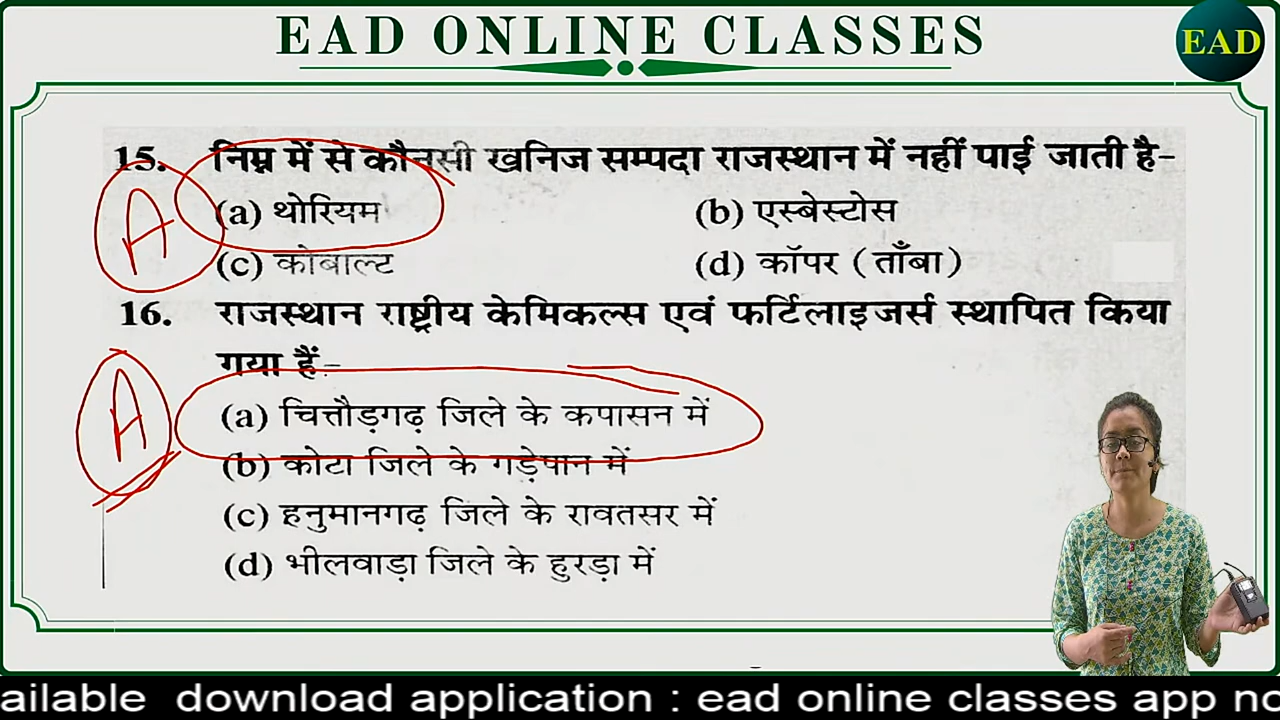 EAD ONLINE CLASSES
EAD
15. निम्न में से कौनसी खनिज सम्पदा राजस्थान में नहीं पाई जाती है-
A
(a) थोरियम
(b) एस्बेस्टोस
(c) कोबाल्ट
(d) कॉपर (ताँबा)
16. राजस्थान राष्ट्रीय केमिकल्स एवं फर्टिलाइजर्स स्थापित किया
गया हैं-
A
(a) चित्तौड़गढ़ जिले के कपासन में
(b) कोटा जिले के गड़ेपान में
(c) हनुमानगढ़ जिले के रावतसर में
(d) भीलवाड़ा जिले के हुरड़ा में
ailable download application : ead online classes app no